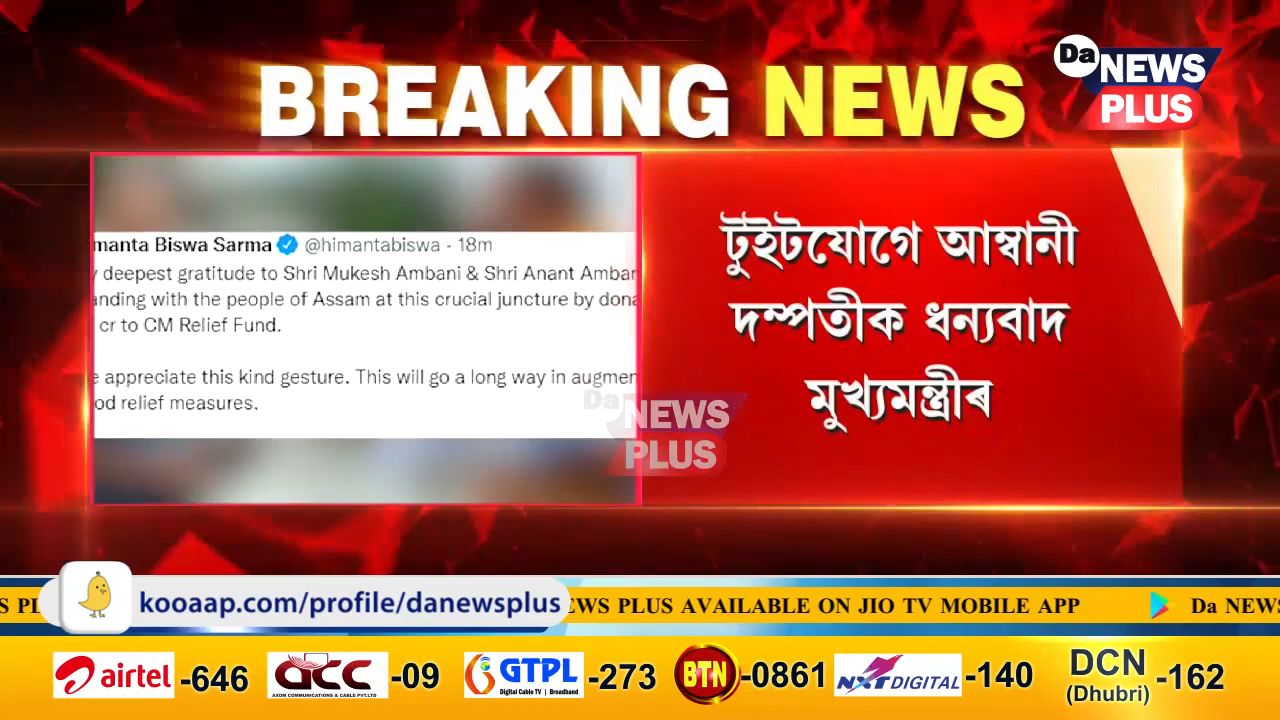 BREAKING NEWS
Da NEWS PLUS
manta Biswa Sarma @himantabiswa · 18m
deepest gratitude to Shri Mukesh Ambani & Shri Anant Amban
anding with the people of Assam at this crucial juncture by dona
cr to CM Relief Fund.
e appreciate this kind gesture. This will go a long way in augmen
od relief measures.
টুইটযোগে আম্বানী
দম্পতীক ধন্যবাদ
মুখ্যমন্ত্ৰীৰ
Da NEWS PLUS
kooaap.com/profile/danewsplus
S PL EWS PLUS AVAILABLE ON JIO TV MOBILE APP Da NEWS
airtel -646 ACC AXON COMMUNICATIONS & CABLE PVT.LTD -09 GTPL Digital Cable TV | Broadband -273 BTN -0861 NXT DIGITAL -140 DCN (Dhubri) -162